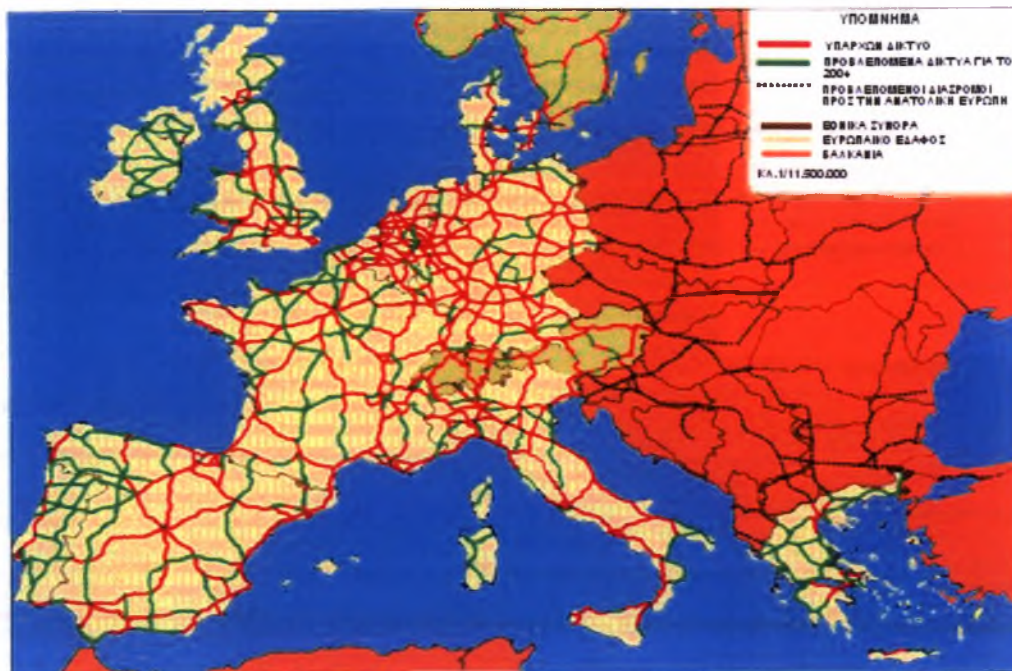 ΥΠΟΜΝΗΜΑ
ΥΠΑΡΧΩΝ ΔΙΚΤΥΟ
ΠΡΟΒΛΕΠΟΜΕΝΑ ΔΙΚΤΥΑ ΓΙΑ ΤΟ
2004
ΠΡΟΒΛΕΠΟΜΕΝΟΙ ΔΙΑΔΡΟΜΟΙ
ΠΡΟΣ ΤΗΝ ΑΝΑΤΟΛΙΚΗ ΕΥΡΩΠΗ
ΕΘΝΙΚΑ ΣΥΝΟΡΑ
ΕΥΡΩΠΑΙΚΟ ΕΔΑΦΟΣ
ΒΑΛΚΑΝΙΑ
ΚΛ.1/11.500.000